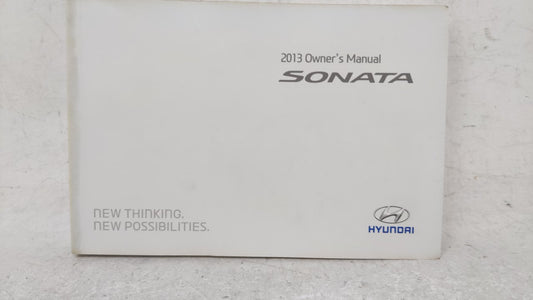 2013 Owner's Manual
SONATA
NEW THINKING.
NEW POSSIBILITIES.
HYUNDAI